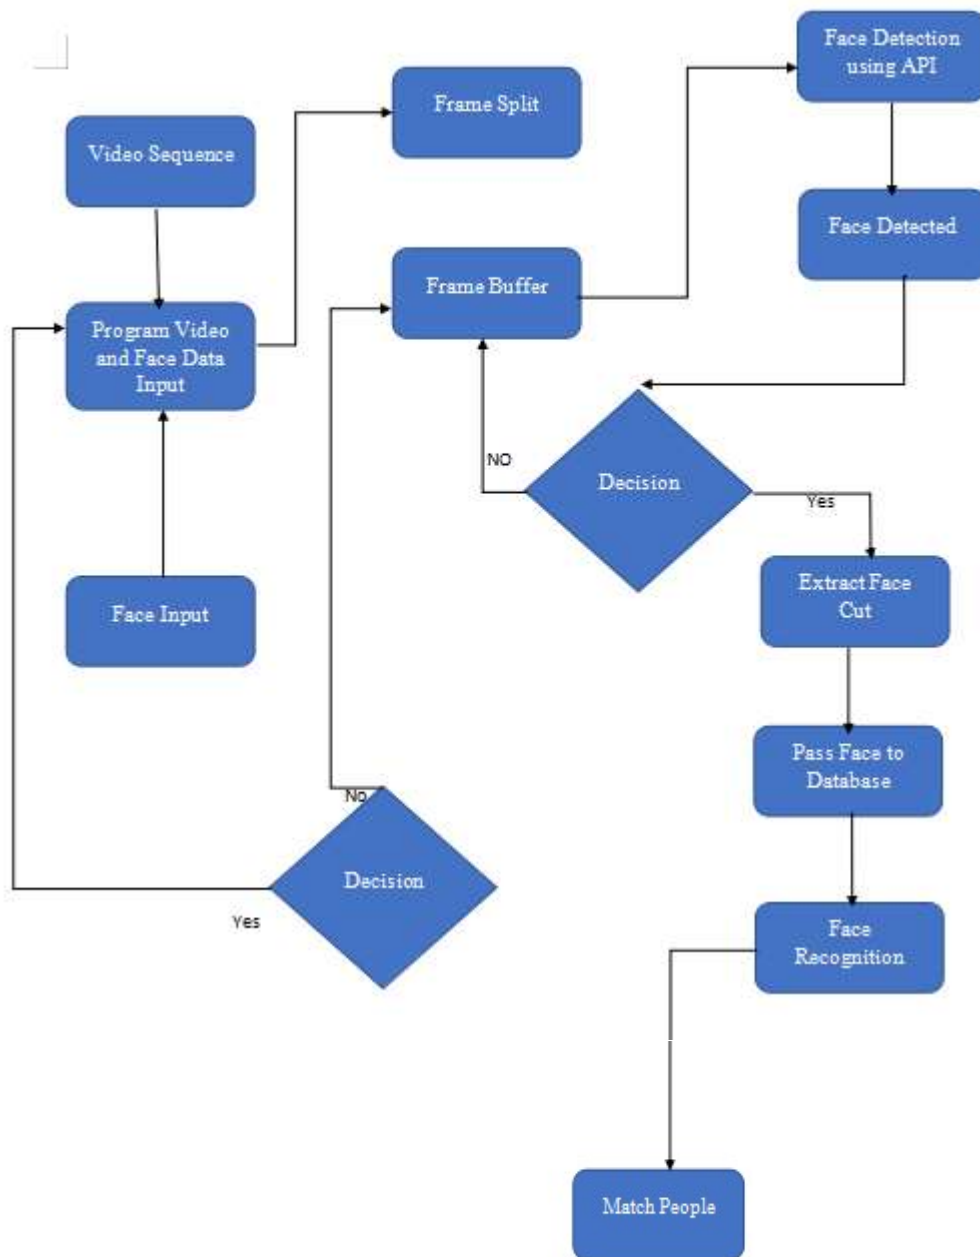 Face Detection
using API
Frame Split
Video Sequence
Face Detected
Frame Buffer
Program Video
and Face Data
Input
NO
Decision
Yes
Extract Face
Cut
Face Input
Pass Face to
Database
No
Decision
Yes
Face
Recognition
Match People